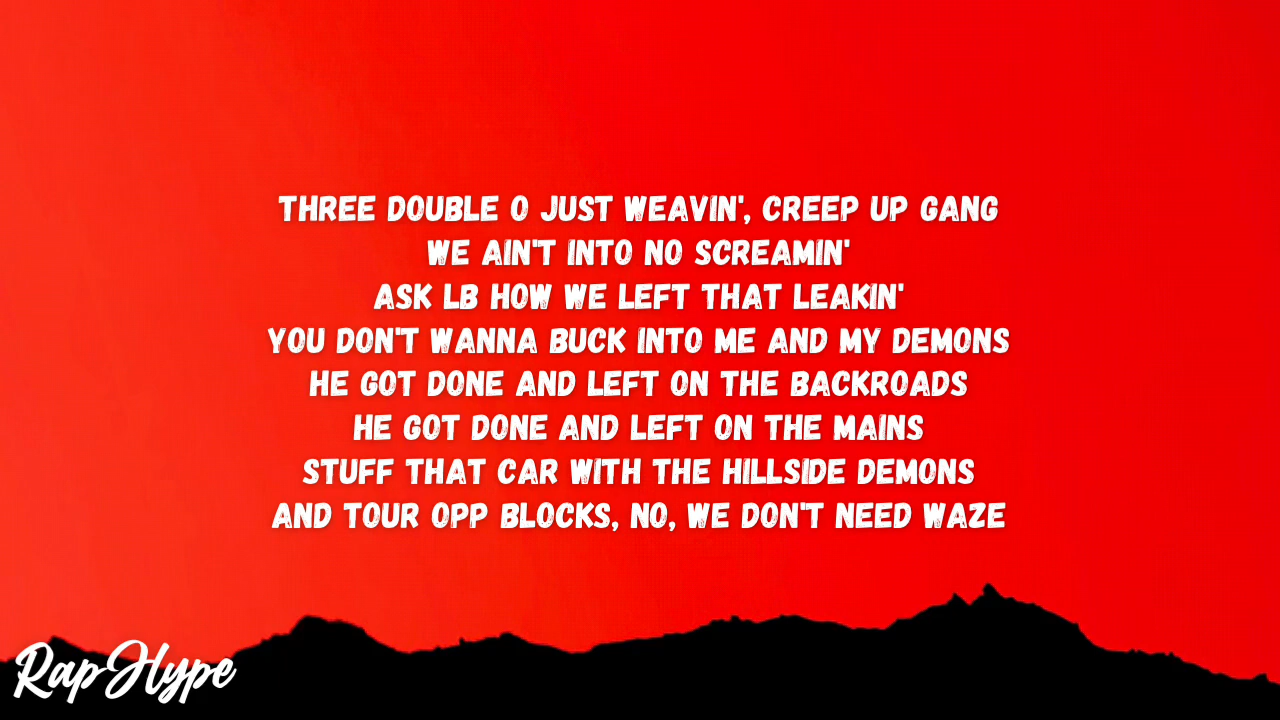 THREE DOUBLE O JUST WEAVIN', CREEP UP GANG
WE AIN'T INTO NO SCREAMIN'
ASK LB HOW WE LEFT THAT LEAKIN'
YOU DON'T WANNA BUCK INTO ME AND MY DEMONS
HE GOT DONE AND LEFT ON THE BACKROADS
HE GOT DONE AND LEFT ON THE MAINS
STUFF THAT CAR WITH THE HILLSIDE DEMONS
AND TOUR OPP BLOCKS, NO, WE DON'T NEED WAZE
RapHype